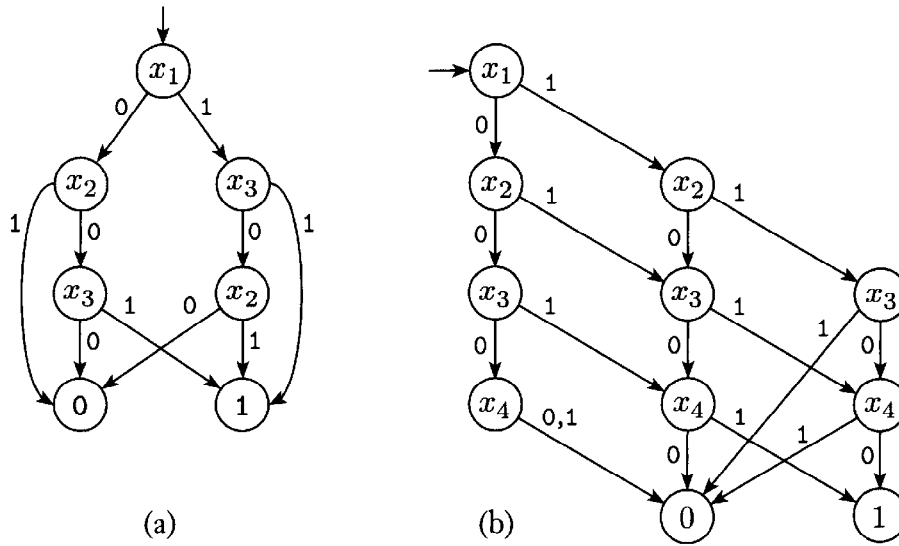 x₁
0 1
x₂ x₃
1 0 0 1
x₃ x₂
1 0
0 1
0 1
(a)
x₁
1
0
x₂ x₂
1 1
0 0
x₃ x₃ x₃
1 1 1
0 0 0
x₄ x₄ x₄
0,1 1 1
0 0
0 1
(b)